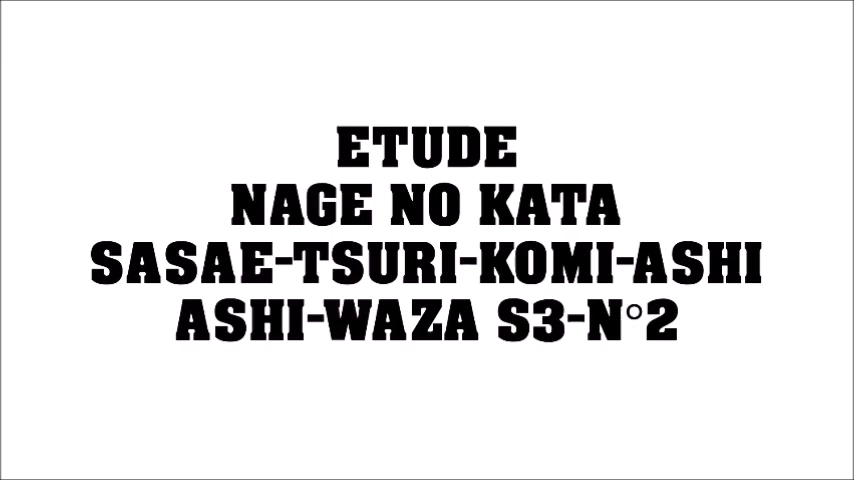 ETUDE
NAGE NO KATA
SASAE-TSURI-KOMI-ASHI
ASHI-WAZA S3-N°2